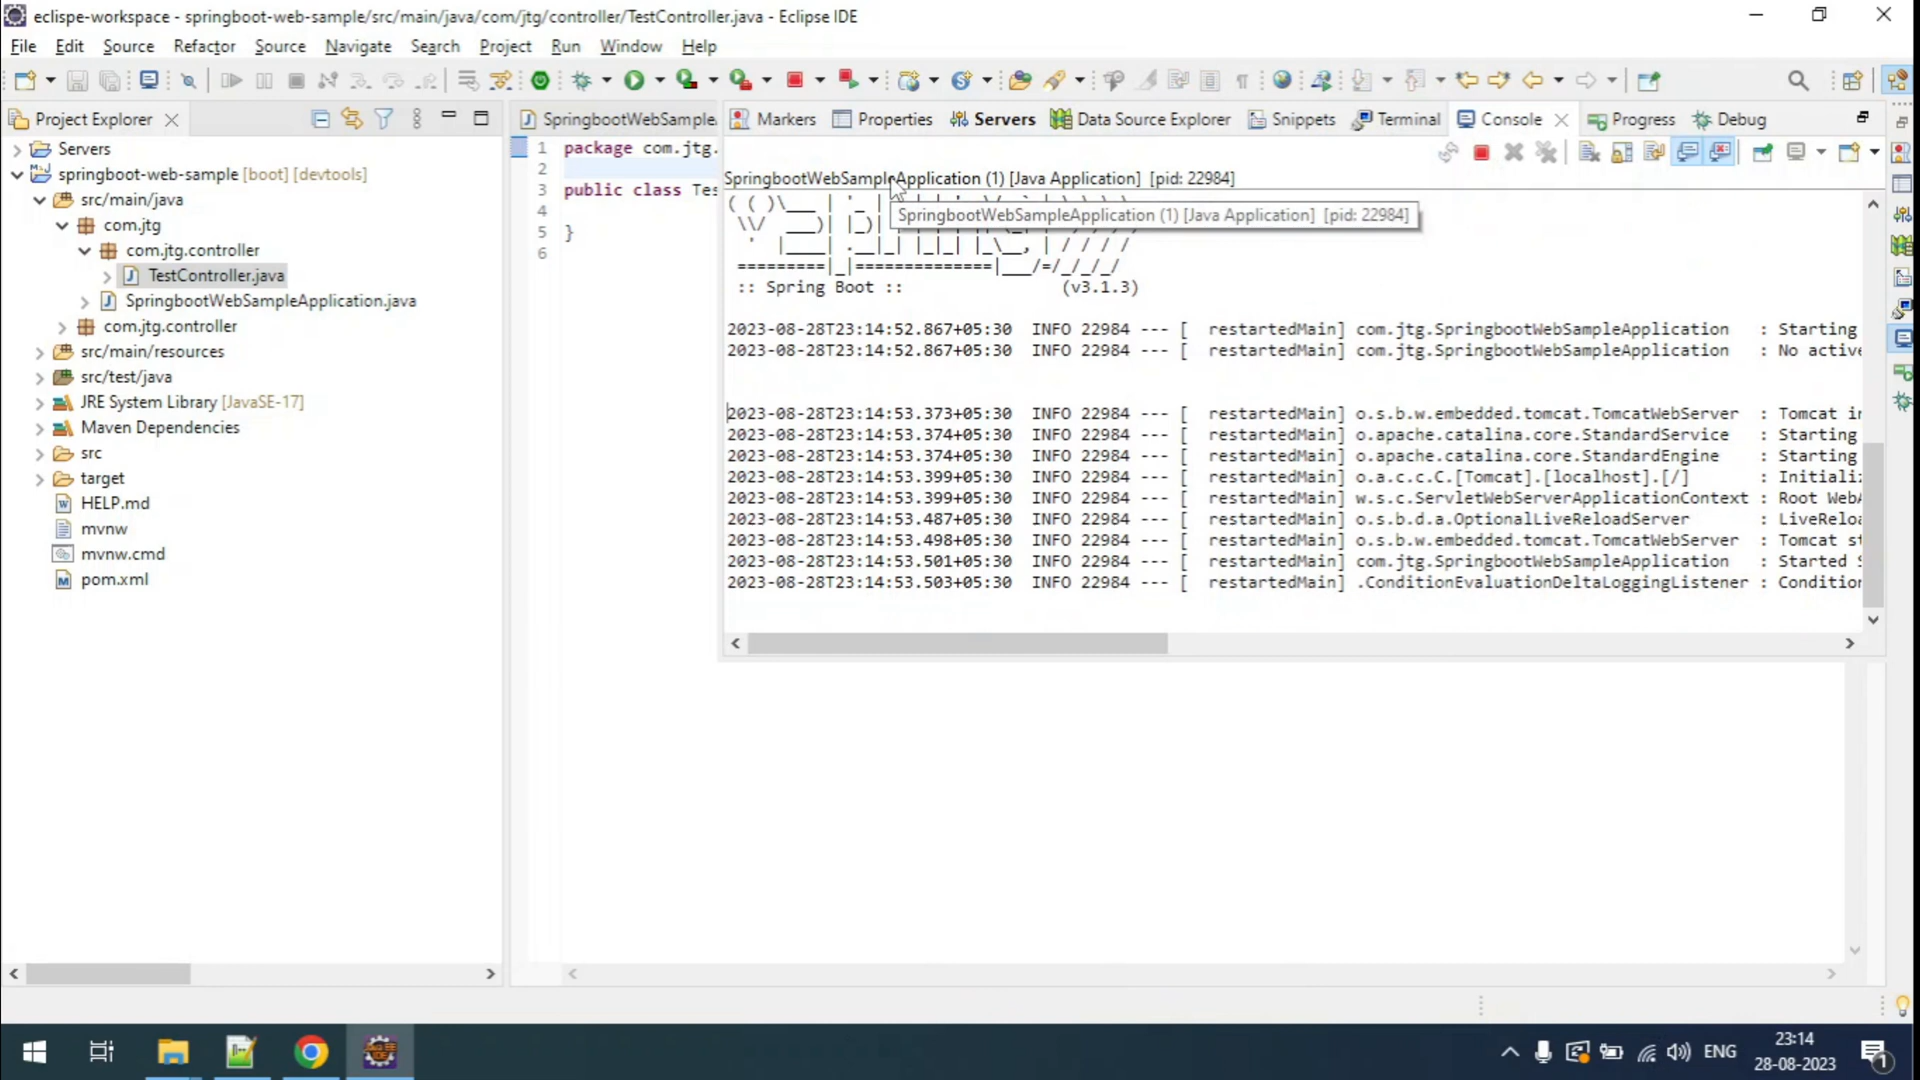 eclispe-workspace - springboot-web-sample/src/main/java/com/jtg/controller/TestController.java - Eclipse IDE
File Edit Source Refactor Source Navigate Search Project Run Window Help
Project Explorer
Servers
springboot-web-sample [boot] [devtools]
src/main/java
com.jtg
com.jtg.controller
TestController.java
SpringbootWebSampleApplication.java
com.jtg.controller
src/main/resources
src/test/java
JRE System Library [JavaSE-17]
Maven Dependencies
src
target
HELP.md
mvnw
mvnw.cmd
pom.xml
SpringbootWebSample
1 package com.jtg.
2
3 public class Tes
4
5 }
6
Markers Properties Servers Data Source Explorer Snippets Terminal Console Progress Debug
SpringbootWebSampleApplication (1) [Java Application] [pid: 22984]
SpringbootWebSampleApplication (1) [Java Application] [pid: 22984]
:: Spring Boot :: (v3.1.3)
2023-08-28T23:14:52.867+05:30 INFO 22984 --- [ restartedMain] com.jtg.SpringbootWebSampleApplication : Starting
2023-08-28T23:14:52.867+05:30 INFO 22984 --- [ restartedMain] com.jtg.SpringbootWebSampleApplication : No active
2023-08-28T23:14:53.373+05:30 INFO 22984 --- [ restartedMain] o.s.b.w.embedded.tomcat.TomcatWebServer : Tomcat in
2023-08-28T23:14:53.374+05:30 INFO 22984 --- [ restartedMain] o.apache.catalina.core.StandardService : Starting
2023-08-28T23:14:53.374+05:30 INFO 22984 --- [ restartedMain] o.apache.catalina.core.StandardEngine : Starting
2023-08-28T23:14:53.399+05:30 INFO 22984 --- [ restartedMain] o.a.c.c.C.[Tomcat].[localhost].[/] : Initializ
2023-08-28T23:14:53.399+05:30 INFO 22984 --- [ restartedMain] w.s.c.ServletWebServerApplicationContext : Root WebA
2023-08-28T23:14:53.487+05:30 INFO 22984 --- [ restartedMain] o.s.b.d.a.OptionalLiveReloadServer : LiveReloa
2023-08-28T23:14:53.498+05:30 INFO 22984 --- [ restartedMain] o.s.b.w.embedded.tomcat.TomcatWebServer : Tomcat st
2023-08-28T23:14:53.501+05:30 INFO 22984 --- [ restartedMain] com.jtg.SpringbootWebSampleApplication : Started S
2023-08-28T23:14:53.503+05:30 INFO 22984 --- [ restartedMain] .ConditionEvaluationDeltaLoggingListener : Condition
ENG
23:14
28-08-2023
1